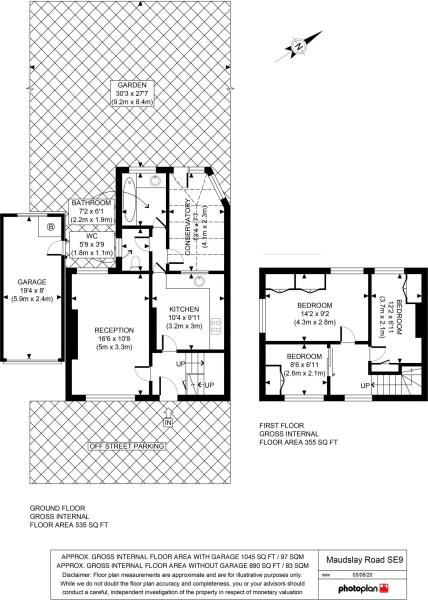 N
GARDEN
30'3 x 27'7
(9.2m x 8.4m)
BATHROOM
7'2 x 6'1
(2.2m x 1.9m)
WC
5'9 x 3'9
(1.8m x 1.1m)
B
CONSERVATORY
(4.1m x 2.3m)
GARAGE
19'4 x 8'
(5.9m x 2.4m)
KITCHEN
10'4 x 9'11
(3.2m x 3m)
RECEPTION
16'6 x 10'8
(5m x 3.3m)
UP
UP
IN
OFF STREET PARKING
BEDROOM
14'2 x 9'2
(4.3m x 2.8m)
BEDROOM
12'2 x 6'11
(3.7m x 2.1m)
BEDROOM
8'6 x 6'11
(2.6m x 2.1m)
UP
FIRST FLOOR
GROSS INTERNAL
FLOOR AREA 355 SQ FT
GROUND FLOOR
GROSS INTERNAL
FLOOR AREA 535 SQ FT
APPROX. GROSS INTERNAL FLOOR AREA WITH GARAGE 1045 SQ FT / 97 SQM
APPROX. GROSS INTERNAL FLOOR AREA WITHOUT GARAGE 890 SQ FT / 83 SQM
Disclaimer: Floor plan measurements are approximate and are for illustrative purposes only.
While we do not doubt the floor plan accuracy and completeness, you or your advisors should
conduct a careful, independent investigation of the property in respect of monetary valuation
Maudslay Road SE9
date 05/08/20
photoplan